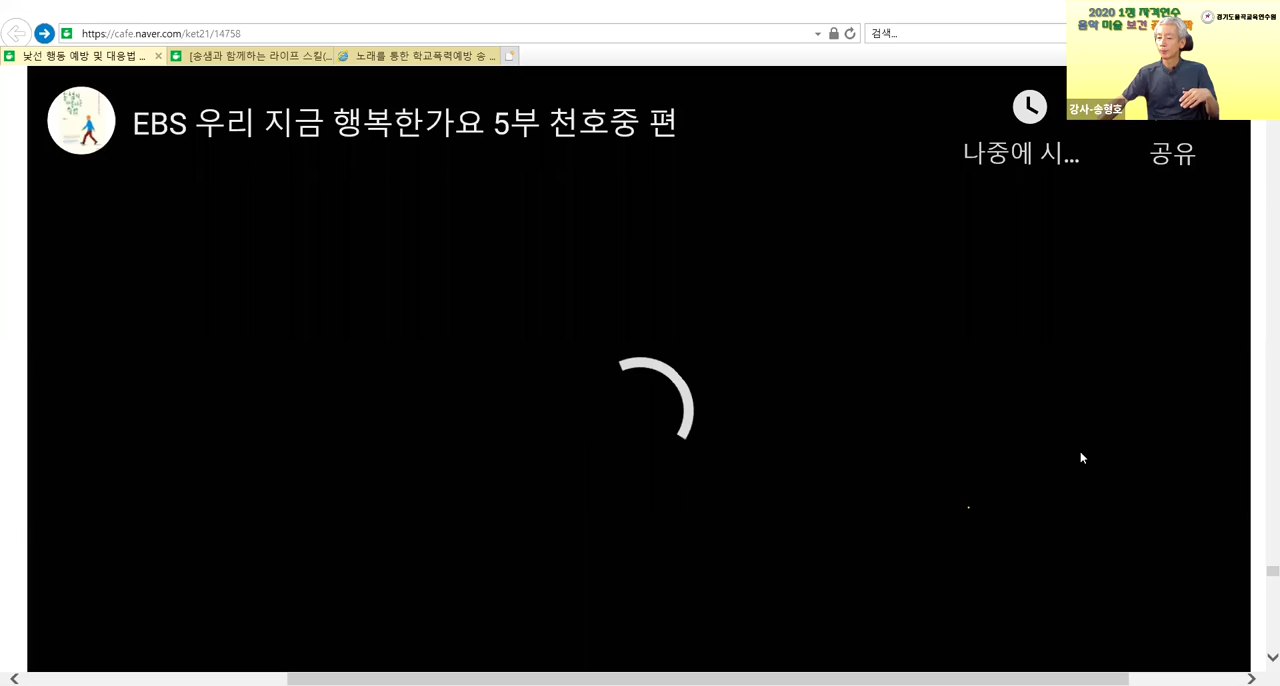 https://cafe.naver.com/ket21/14758
검색...
낯선 행동 예방 및 대응법 ...
[송샘과 함께하는 라이프 스킬(...
노래를 통한 학교폭력예방 송 ...
EBS 우리 지금 행복한가요 5부 천호중 편
나중에 시...
공유
2020 1정 자격연수
음악 미술 보건
경기도율곡교육연수원
강사-송형호